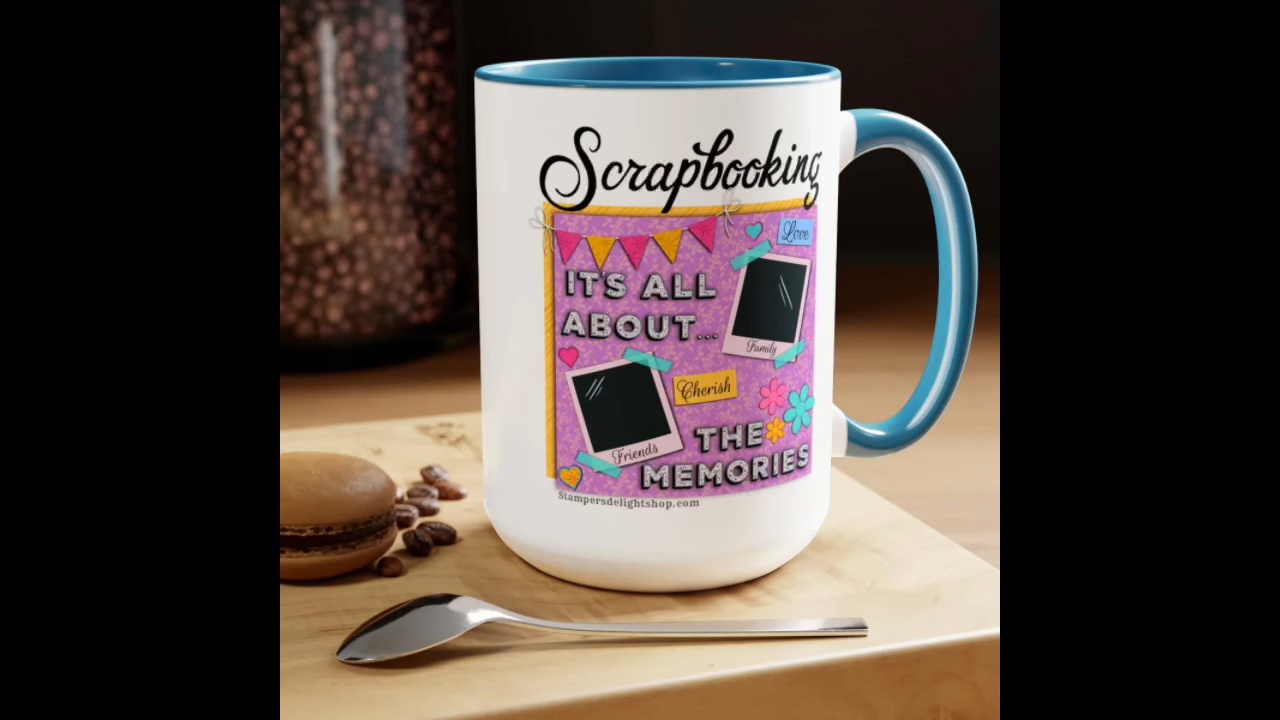 Scrapbooking
Love
IT'S ALL
ABOUT...
Family
Cherish
Friends
THE
MEMORIES
Stampersdelightshop.com